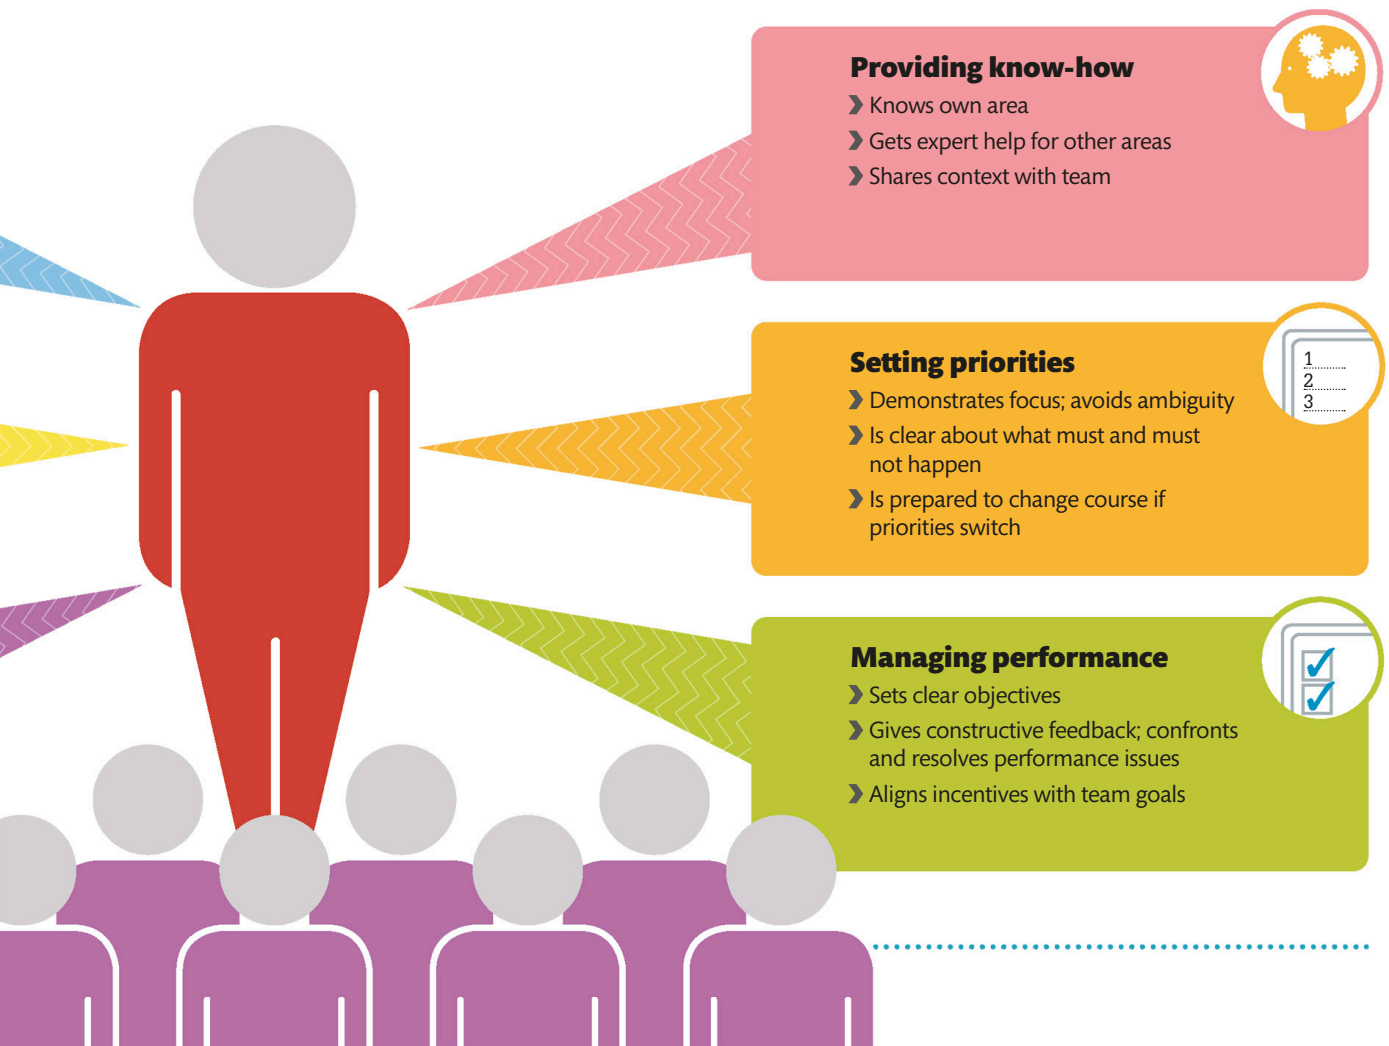 Providing know-how
❯ Knows own area
❯ Gets expert help for other areas
❯ Shares context with team
Setting priorities
❯ Demonstrates focus; avoids ambiguity
❯ Is clear about what must and must
not happen
❯ Is prepared to change course if
priorities switch
1
2
3
Managing performance
❯ Sets clear objectives
❯ Gives constructive feedback; confronts
and resolves performance issues
❯ Aligns incentives with team goals